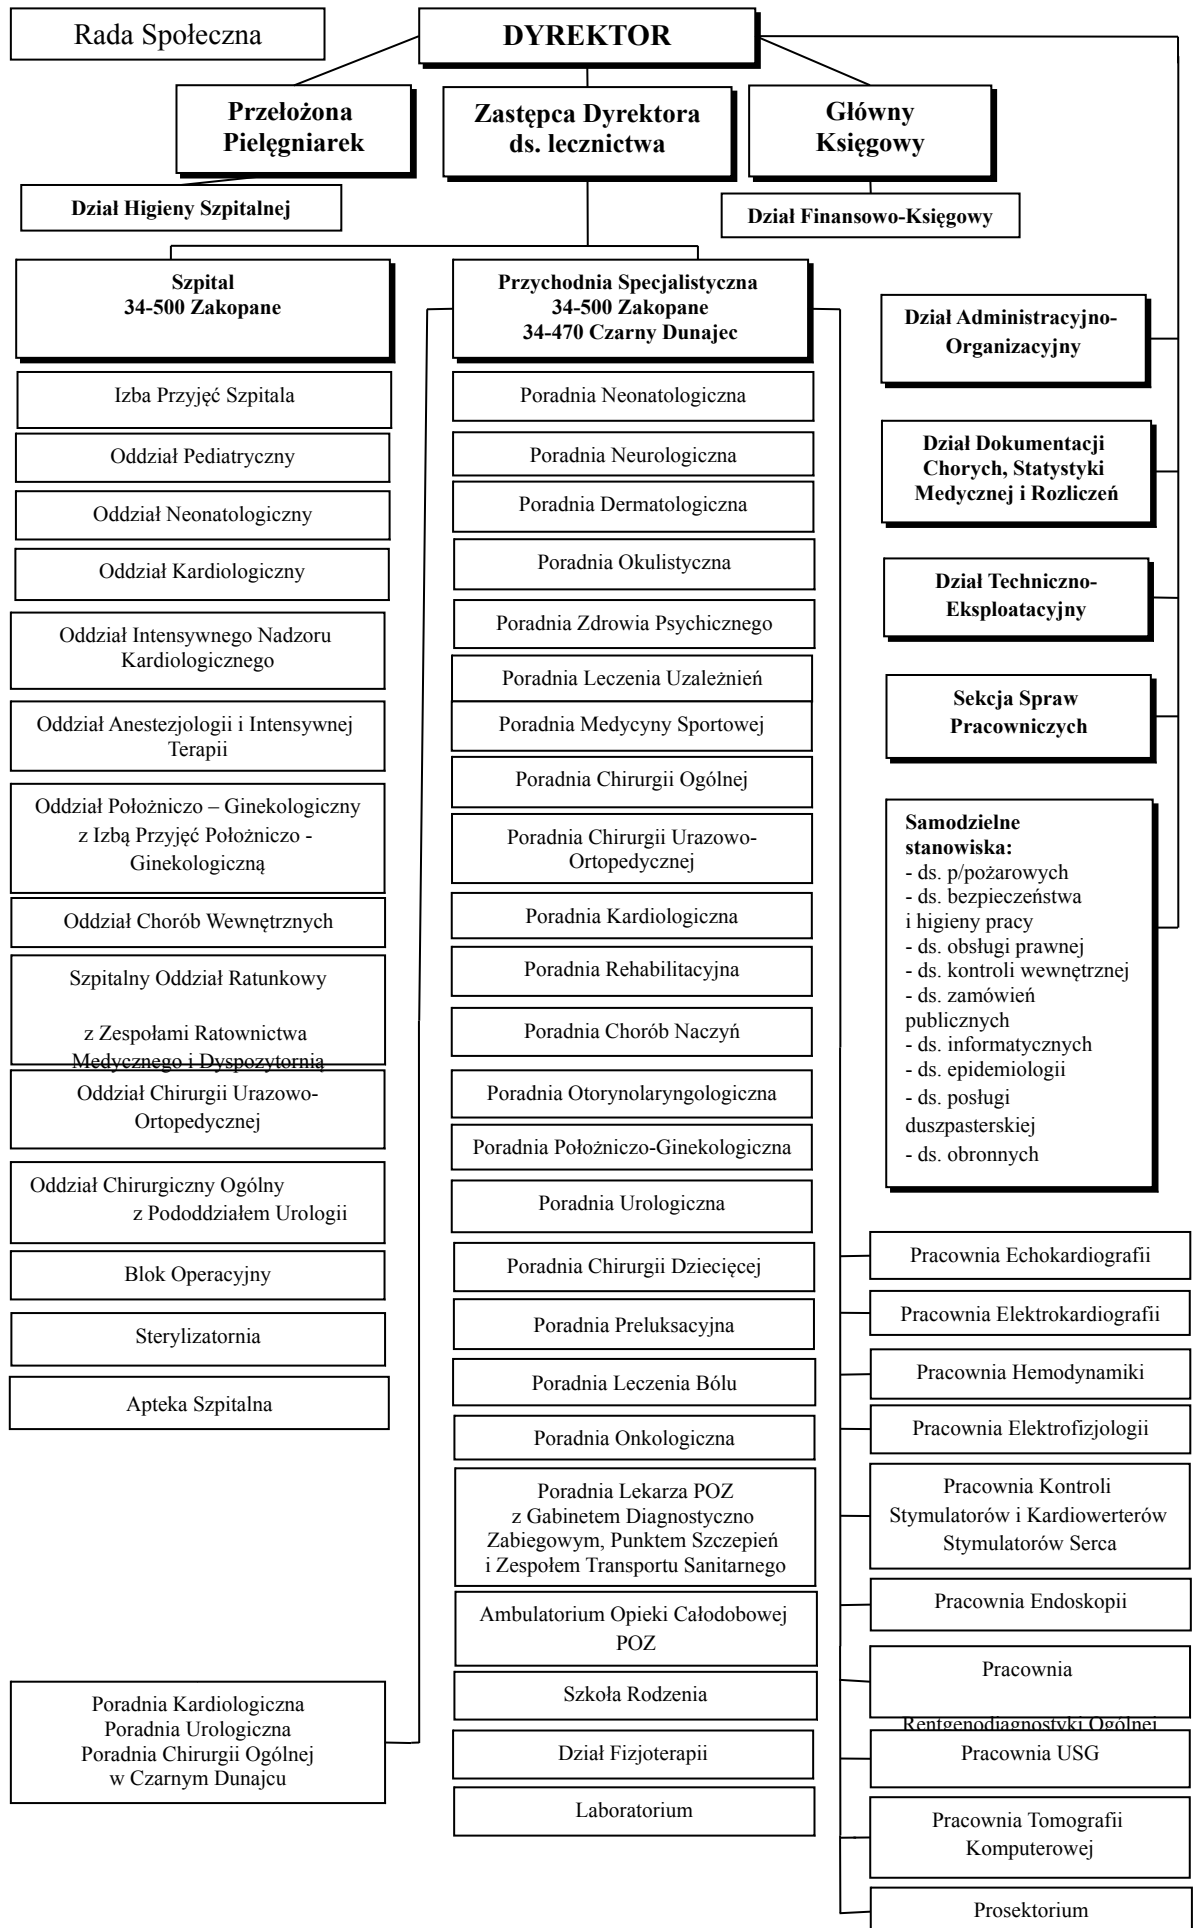 Rada Społeczna
DYREKTOR
Przełożona
Pielęgniarek
Zastępca Dyrektora
ds. lecznictwa
Główny
Księgowy
Dział Higieny Szpitalnej
Dział Finansowo-Księgowy
Szpital
34-500 Zakopane
Izba Przyjęć Szpitala
Oddział Pediatryczny
Oddział Neonatologiczny
Oddział Kardiologiczny
Oddział Intensywnego Nadzoru
Kardiologicznego
Oddział Anestezjologii i Intensywnej
Terapii
Oddział Położniczo – Ginekologiczny
z Izbą Przyjęć Położniczo -
Ginekologiczną
Oddział Chorób Wewnętrznych
Szpitalny Oddział Ratunkowy
z Zespołami Ratownictwa
Medycznego i Dyspozytornią
Oddział Chirurgii Urazowo-
Ortopedycznej
Oddział Chirurgiczny Ogólny
z Pododdziałem Urologii
Blok Operacyjny
Sterylizatornia
Apteka Szpitalna
Poradnia Kardiologiczna
Poradnia Urologiczna
Poradnia Chirurgii Ogólnej
w Czarnym Dunajcu
Przychodnia Specjalistyczna
34-500 Zakopane
34-470 Czarny Dunajec
Poradnia Neonatologiczna
Poradnia Neurologiczna
Poradnia Dermatologiczna
Poradnia Okulistyczna
Poradnia Zdrowia Psychicznego
Poradnia Leczenia Uzależnień
Poradnia Medycyny Sportowej
Poradnia Chirurgii Ogólnej
Poradnia Chirurgii Urazowo-
Ortopedycznej
Poradnia Kardiologiczna
Poradnia Rehabilitacyjna
Poradnia Chorób Naczyń
Poradnia Otorynolaryngologiczna
Poradnia Położniczo-Ginekologiczna
Poradnia Urologiczna
Poradnia Chirurgii Dziecięcej
Poradnia Preluksacyjna
Poradnia Leczenia Bólu
Poradnia Onkologiczna
Poradnia Lekarza POZ
z Gabinetem Diagnostyczno
Zabiegowym, Punktem Szczepień
i Zespołem Transportu Sanitarnego
Ambulatorium Opieki Całodobowej
POZ
Szkoła Rodzenia
Dział Fizjoterapii
Laboratorium
Dział Administracyjno-
Organizacyjny
Dział Dokumentacji
Chorych, Statystyki
Medycznej i Rozliczeń
Dział Techniczno-
Eksploatacyjny
Sekcja Spraw
Pracowniczych
Samodzielne
stanowiska:
- ds. p/pożarowych
- ds. bezpieczeństwa
i higieny pracy
- ds. obsługi prawnej
- ds. kontroli wewnętrznej
- ds. zamówień
publicznych
- ds. informatycznych
- ds. epidemiologii
- ds. posługi
duszpasterskiej
- ds. obronnych
Pracownia Echokardiografii
Pracownia Elektrokardiografii
Pracownia Hemodynamiki
Pracownia Elektrofizjologii
Pracownia Kontroli
Stymulatorów i Kardiowerterów
Stymulatorów Serca
Pracownia Endoskopii
Pracownia
Rentgenodiagnostyki Ogólnej
Pracownia USG
Pracownia Tomografii
Komputerowej
Prosektorium